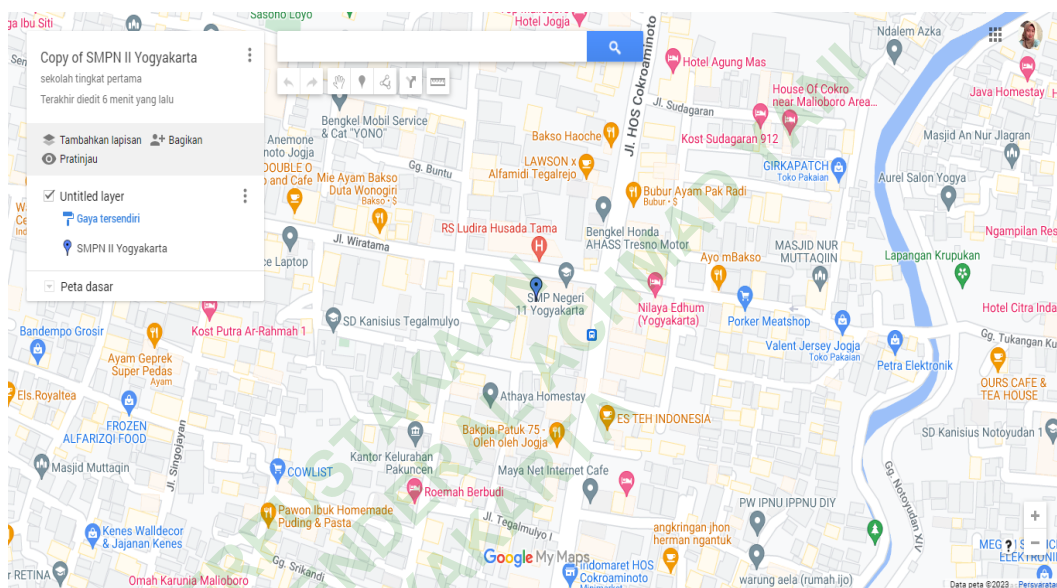 ga Ibu Siti
Sasono Loyo
Hotel Jogja
Copy of SMPN II Yogyakarta
sekolah tingkat pertama
Terakhir diedit 6 menit yang lalu
Tambahkan lapisan
Bagikan
Pratinjau
Untitled layer
Gaya tersendiri
SMPN II Yogyakarta
Peta dasar
Ndalem Azka
Hotel Agung Mas
Jl. HOS Cokroaminoto
House Of Cokro
near Malioboro Area...
Java Homestay
Jl. Sudagaran
Bengkel Mobil Service
& Cat "YONO"
Anemone
noto Jogja
Bakso Haoche
Kost Sudagaran 912
Masjid An Nur Jlagran
DOUBLE O
and Cafe
Mie Ayam Bakso
Duta Wonogiri
Bakso · $
Gg. Buntu
LAWSON x
Alfamidi Tegalrejo
GIRKAPATCH
Toko Pakaian
Aurel Salon Yogya
Bubur Ayam Pak Radi
Bubur · $
RS Ludira Husada Tama
Bengkel Honda
AHASS Tresno Motor
Ngampilan Res
Jl. Wiratama
MASJID NUR
MUTTAQIIN
Lapangan Krupukan
ce Laptop
Ayo mBakso
SMP Negeri
11 Yogyakarta
Nilaya Edhum
(Yogyakarta)
Porker Meatshop
Hotel Citra Inda
SD Kanisius Tegalmulyo
Kost Putra Ar-Rahmah 1
Bandempo Grosir
Valent Jersey Jogja
Toko Pakaian
Gg. Tukangan Ku
Ayam Geprek
Super Pedas
Ayam
Petra Elektronik
Els.Royaltea
Athaya Homestay
OURS CAFE &
TEA HOUSE
FROZEN
ALFARIZQI FOOD
Bakpia Patuk 75 -
Oleh oleh Jogja
ES TEH INDONESIA
SD Kanisius Notoyudan 1
Jl. Singojayan
Kantor Kelurahan
Pakuncen
Masjid Muttaqin
COWLIST
Maya Net Internet Cafe
Gg. Notoyudan XIV
Roemah Berbudi
PW IPNU IPPNU DIY
Pawon Ibuk Homemade
Puding & Pasta
Jl. Tegalmulyo I
Kenes Walldecor
& Jajanan Kenes
angkringan jhon
herman ngantuk
Google My Maps
Gg. Srikandi
RETINA
Omah Karunia Malioboro
Indomaret HOS
Cokroaminoto
Minimarket
warung aela (rumah ijo)
Data peta ©2023
Persyaratan
PERPUSTAKAAN
JENDERAL ACHMAD YANI
YOGYAKARTA